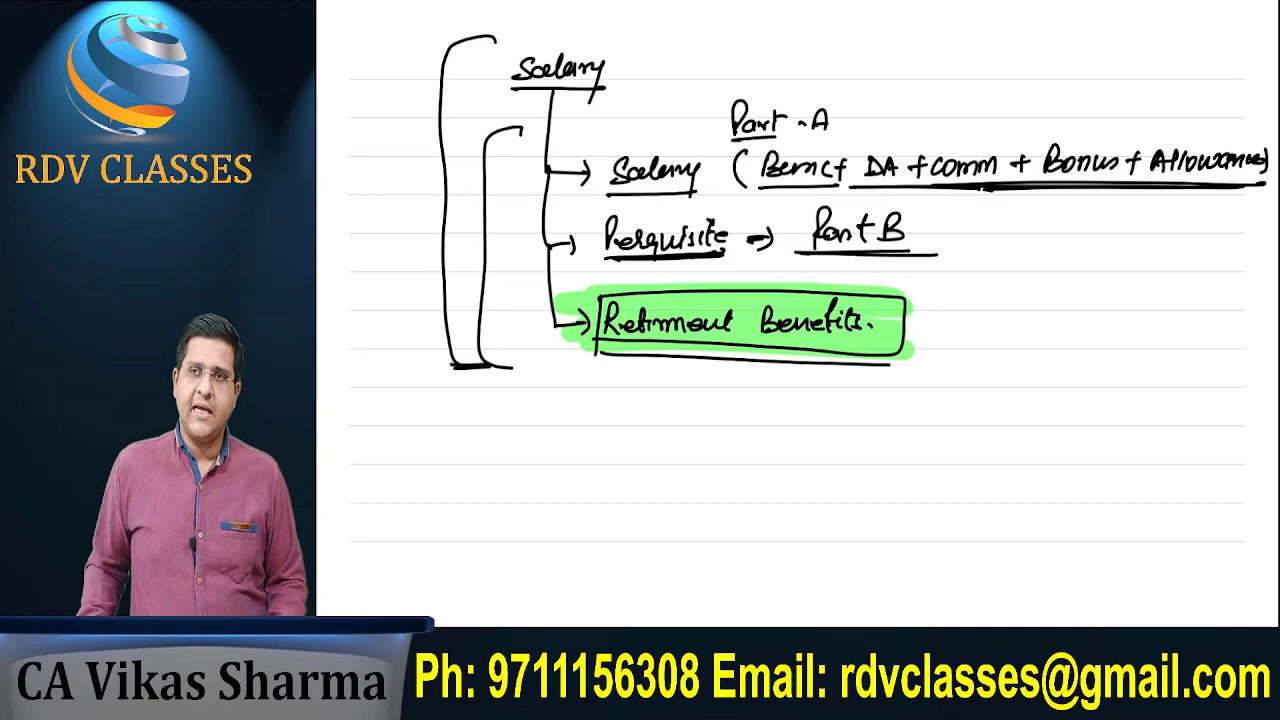 RDV CLASSES
Salary
Part - A
Salary (Basic + DA + comm + Bonus + Allowances)
Perquisite → Part B
Retirment Benefits.
CA Vikas Sharma
Ph: 9711156308 Email: rdvclasses@gmail.com